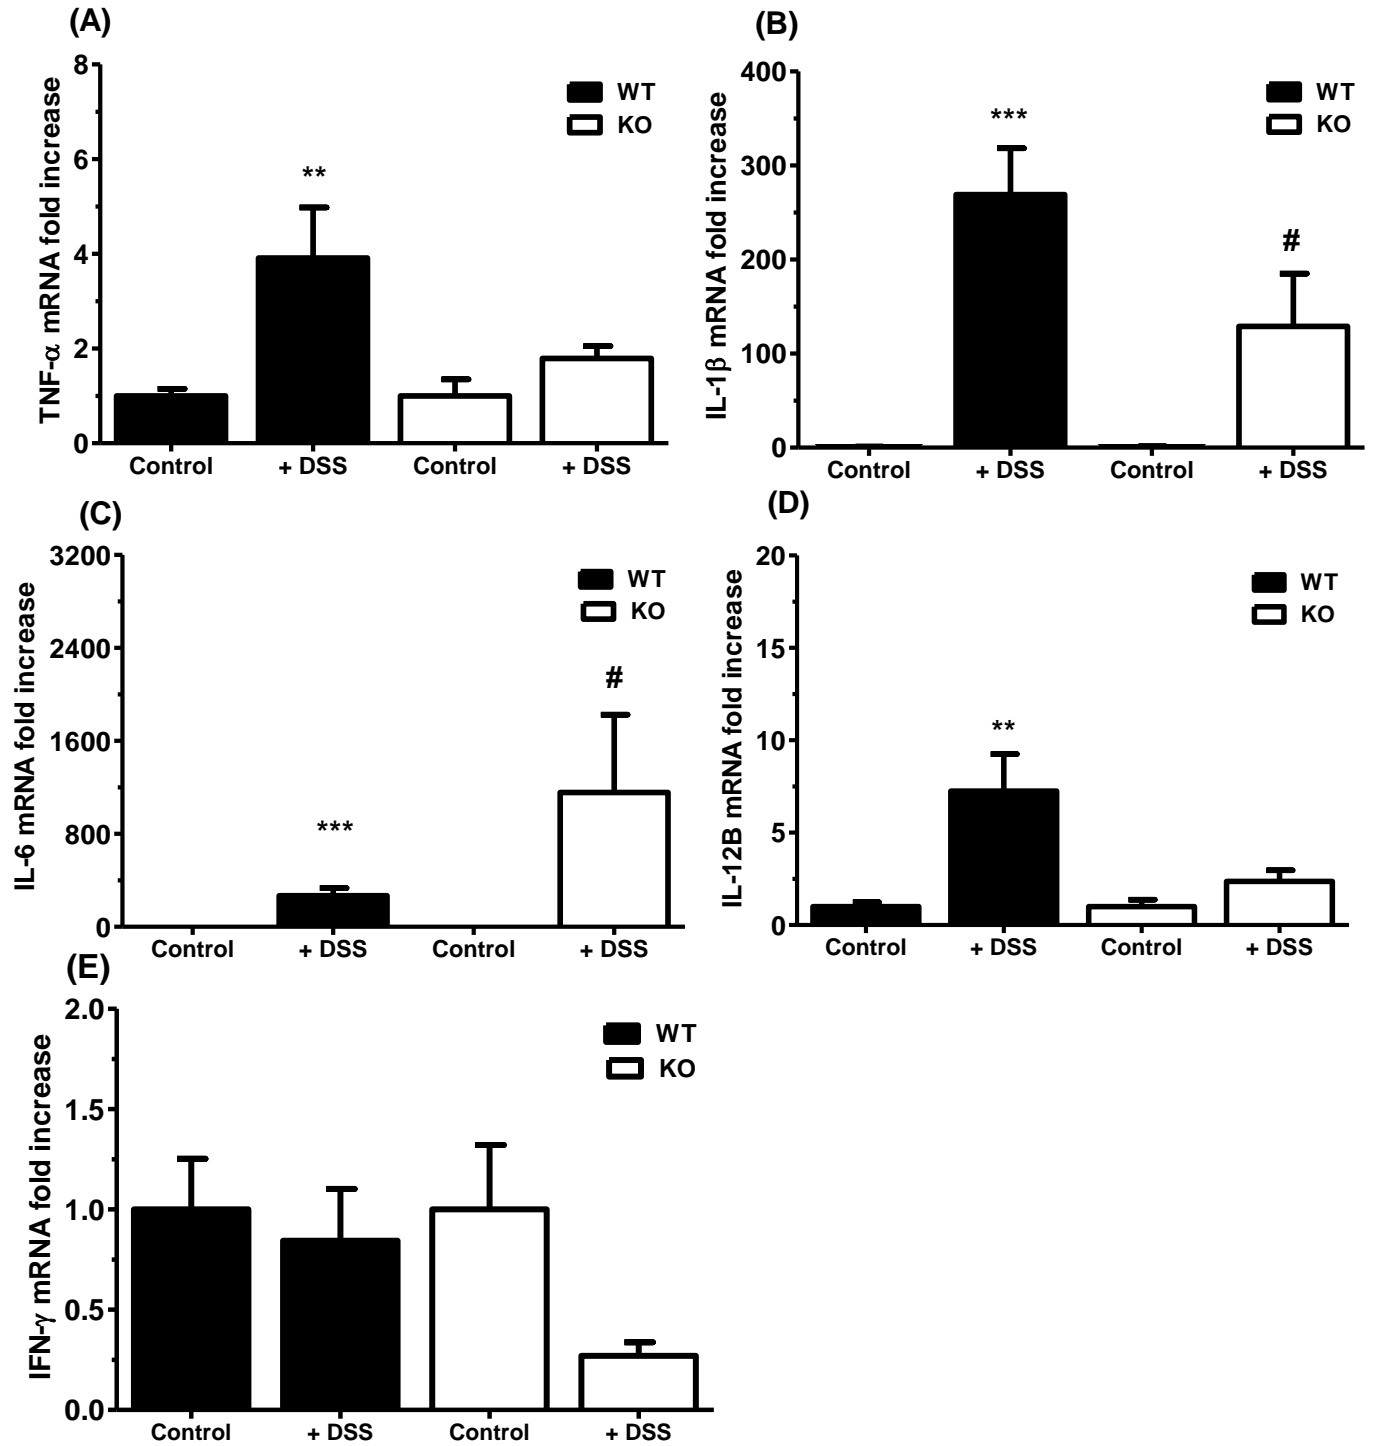 (A)
TNF-α mRNA fold increase
8
6
4
2
0
WT
KO
**
Control
+ DSS
Control
+ DSS
(B)
IL-1β mRNA fold increase
400
300
200
100
0
WT
KO
***
#
Control
+ DSS
Control
+ DSS
(C)
IL-6 mRNA fold increase
3200
2400
1600
800
0
WT
KO
***
#
Control
+ DSS
Control
+ DSS
(D)
IL-12B mRNA fold increase
20
15
10
5
0
WT
KO
**
Control
+ DSS
Control
+ DSS
(E)
IFN-γ mRNA fold increase
2.0
1.5
1.0
0.5
0.0
WT
KO
Control
+ DSS
Control
+ DSS